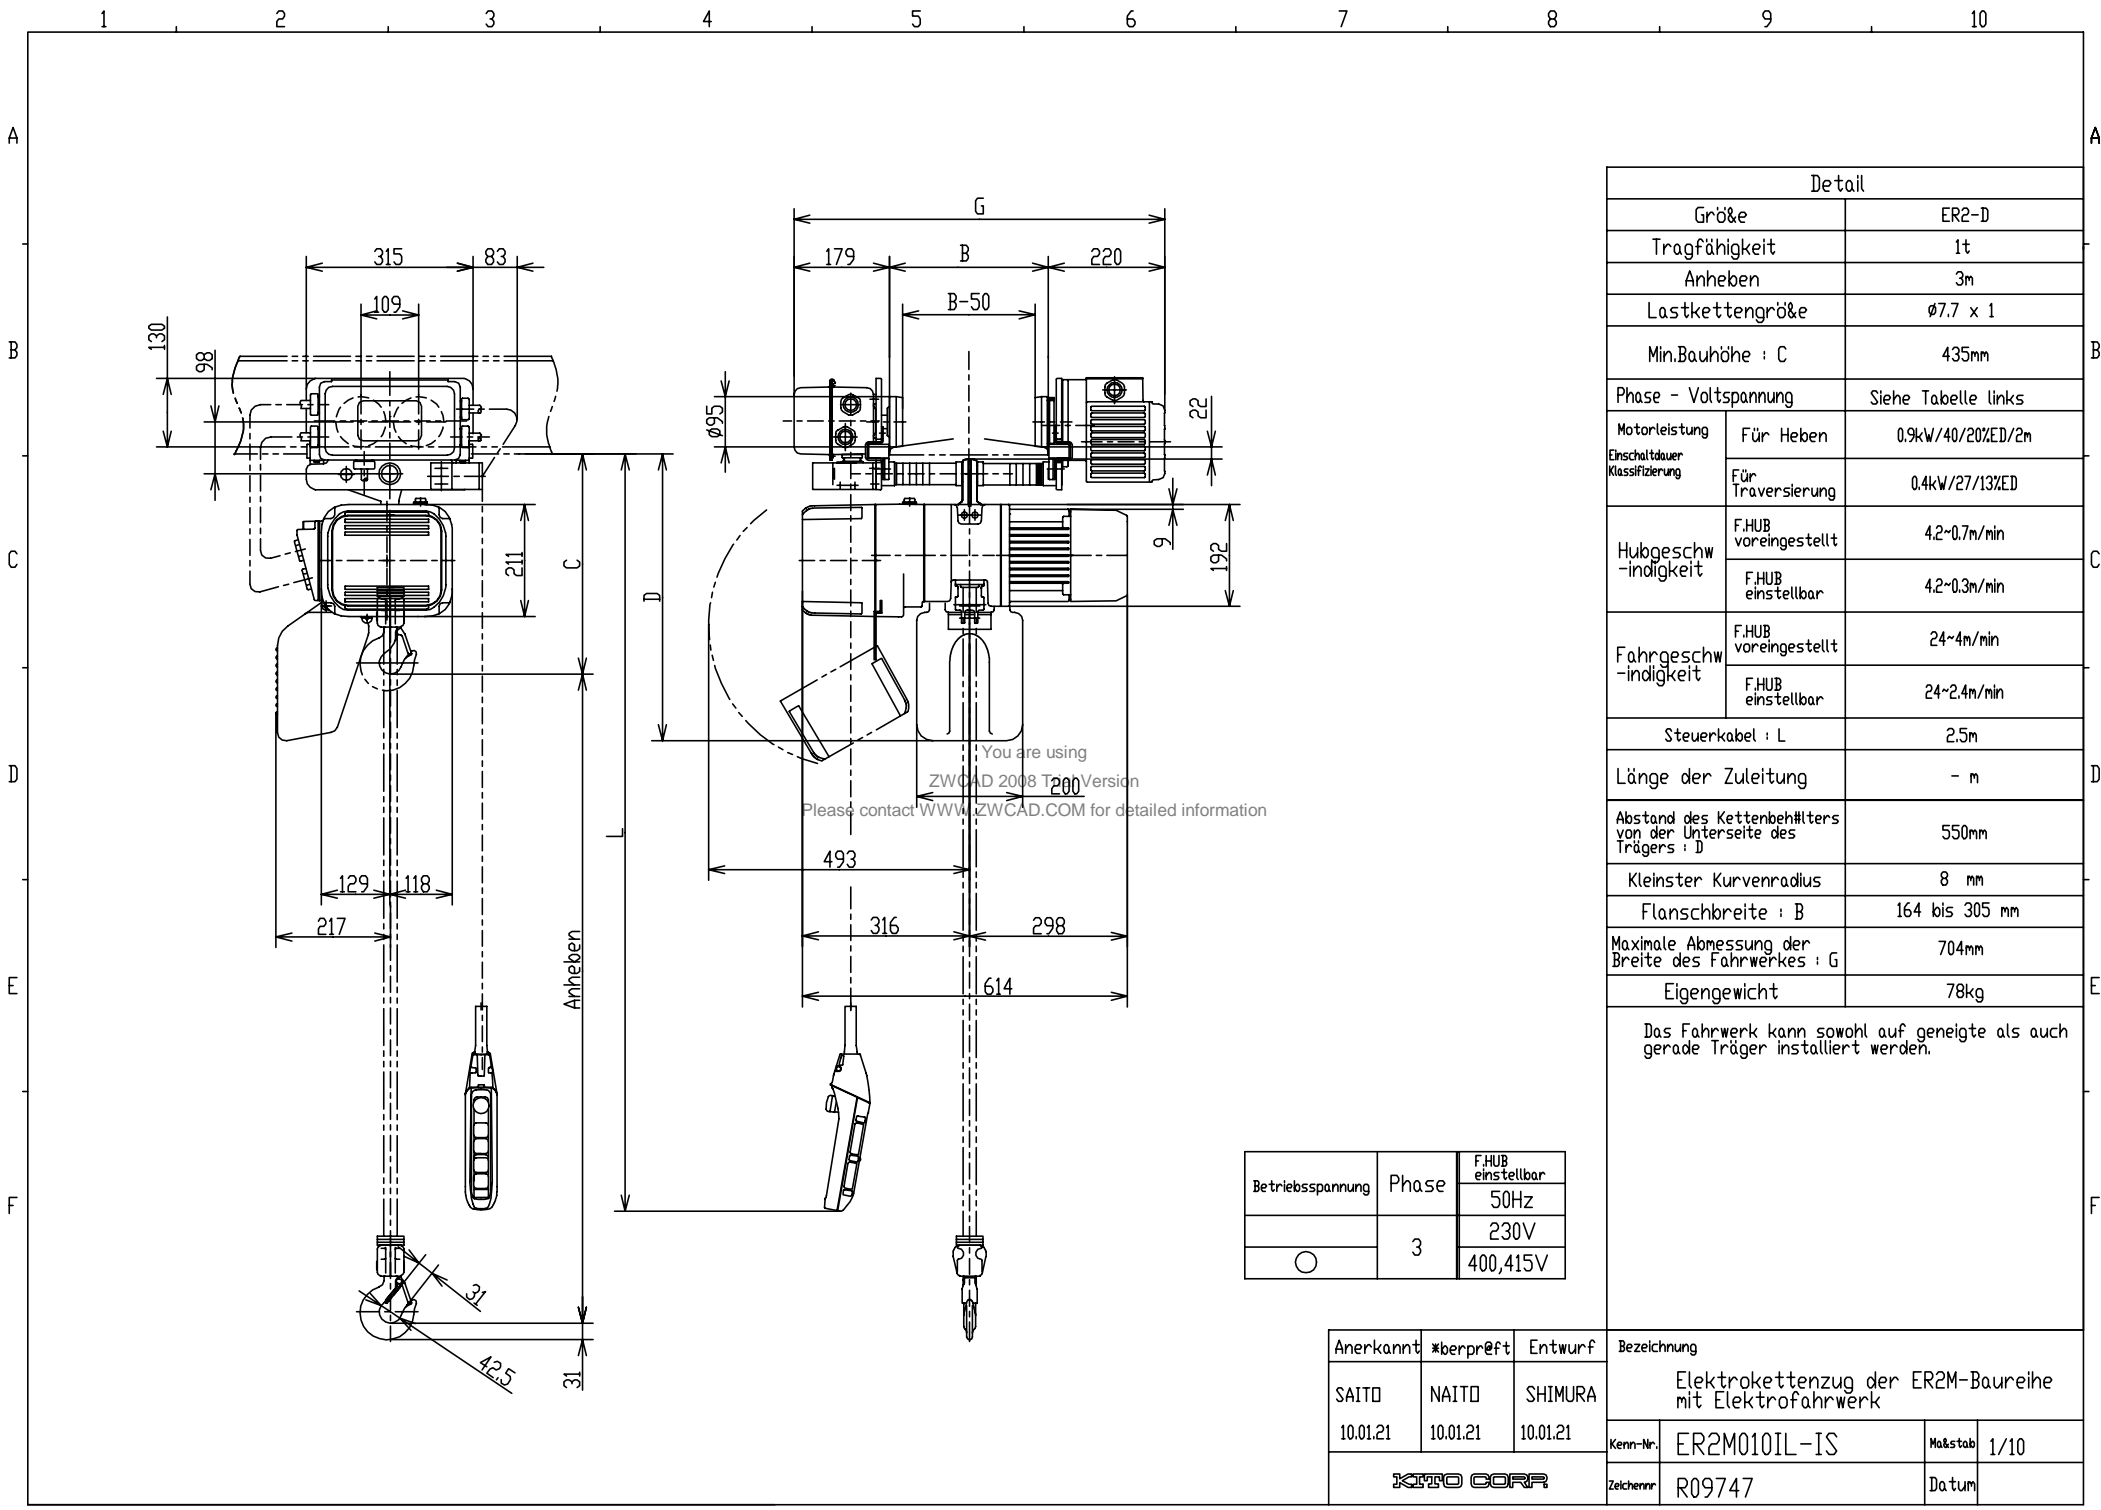 1 2 3 4 5 6 7 8 9 10
A A
B B
C C
D D
E E
F F
315
83
109
130
98
211
C
D
L
Anheben
129
118
217
31
42.5
31
G
179
B
220
B-50
ø95
22
9
192
200
493
316
298
614
You are using
ZWCAD 2008 Trial Version
Please contact WWW.ZWCAD.COM for detailed information
Detail
Grö&e ER2-D
Tragfähigkeit 1t
Anheben 3m
Lastkettengrö&e ø7.7 x 1
Min.Bauhöhe : C 435mm
Phase - Voltspannung Siehe Tabelle links
Motorleistung
Einschaltdauer
Klassifizierung
Für Heben 0.9kW/40/20%ED/2m
Für
Traversierung
0.4kW/27/13%ED
Hubgeschw
-indigkeit
F.HUB
voreingestellt
4.2~0.7m/min
F.HUB
einstellbar
4.2~0.3m/min
Fahrgeschw
-indigkeit
F.HUB
voreingestellt
24~4m/min
F.HUB
einstellbar
24~2.4m/min
Steuerkabel : L 2.5m
Länge der Zuleitung - m
Abstand des Kettenbeh#lters
von der Unterseite des
Trägers : D
550mm
Kleinster Kurvenradius 8 mm
Flanschbreite : B 164 bis 305 mm
Maximale Abmessung der
Breite des Fahrwerkes : G
704mm
Eigengewicht 78kg
Das Fahrwerk kann sowohl auf geneigte als auch
gerade Träger installiert werden.
Betriebsspannung Phase
F.HUB
einstellbar
50Hz
3
230V
400,415V
Anerkannt *berpr@ft Entwurf
SAITO NAITO SHIMURA
10.01.21 10.01.21 10.01.21
KITO CORP.
Bezeichnung
Elektrokettenzug der ER2M-Baureihe
mit Elektrofahrwerk
Kenn-Nr. ER2M010IL-IS Ma&stab 1/10
Zeichennr R09747 Datum